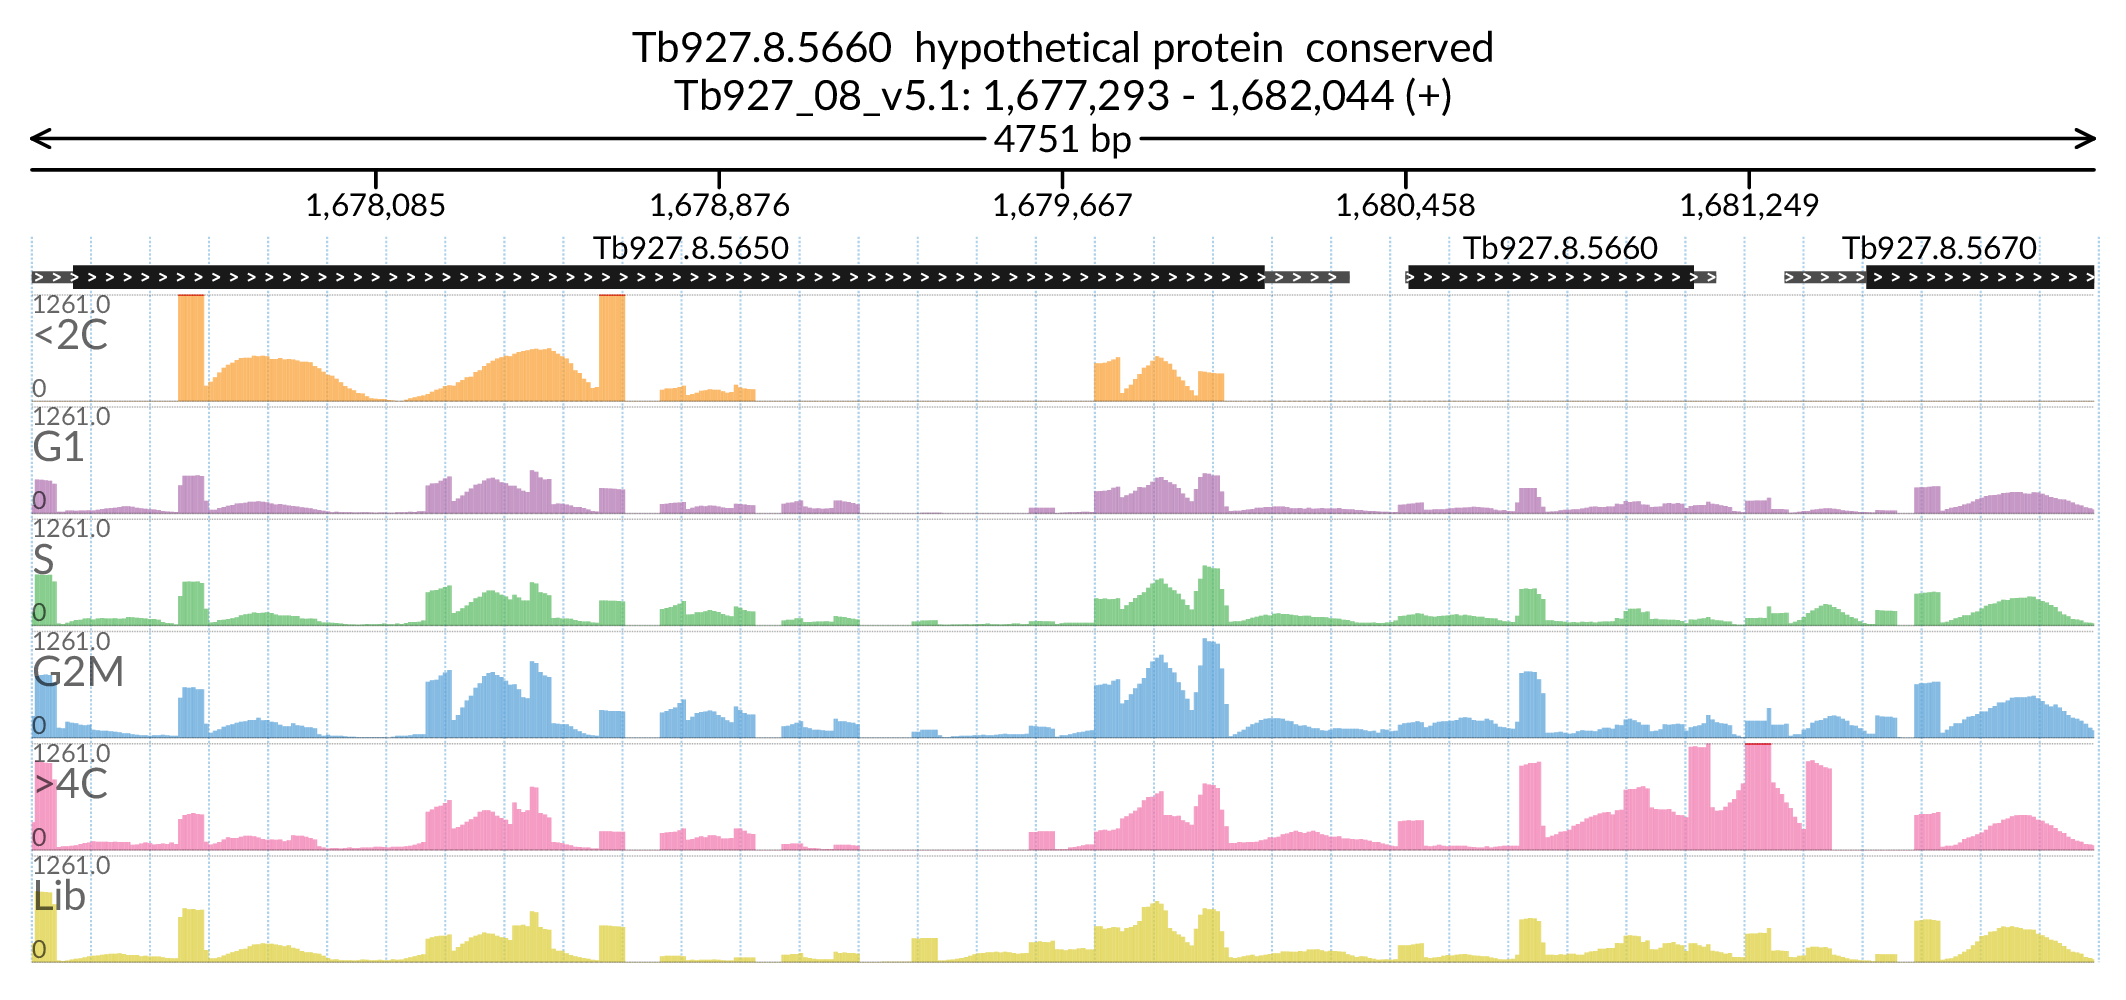 Tb927.8.5660  hypothetical protein  conserved
Tb927_08_v5.1: 1,677,293 - 1,682,044 (+)
4751 bp
1,678,085 1,678,876 1,679,667 1,680,458 1,681,249
Tb927.8.5650 Tb927.8.5660 Tb927.8.5670
1261.0
<2C
0
1261.0
G1
0
1261.0
S
0
1261.0
G2M
0
1261.0
>4C
0
1261.0
Lib
0